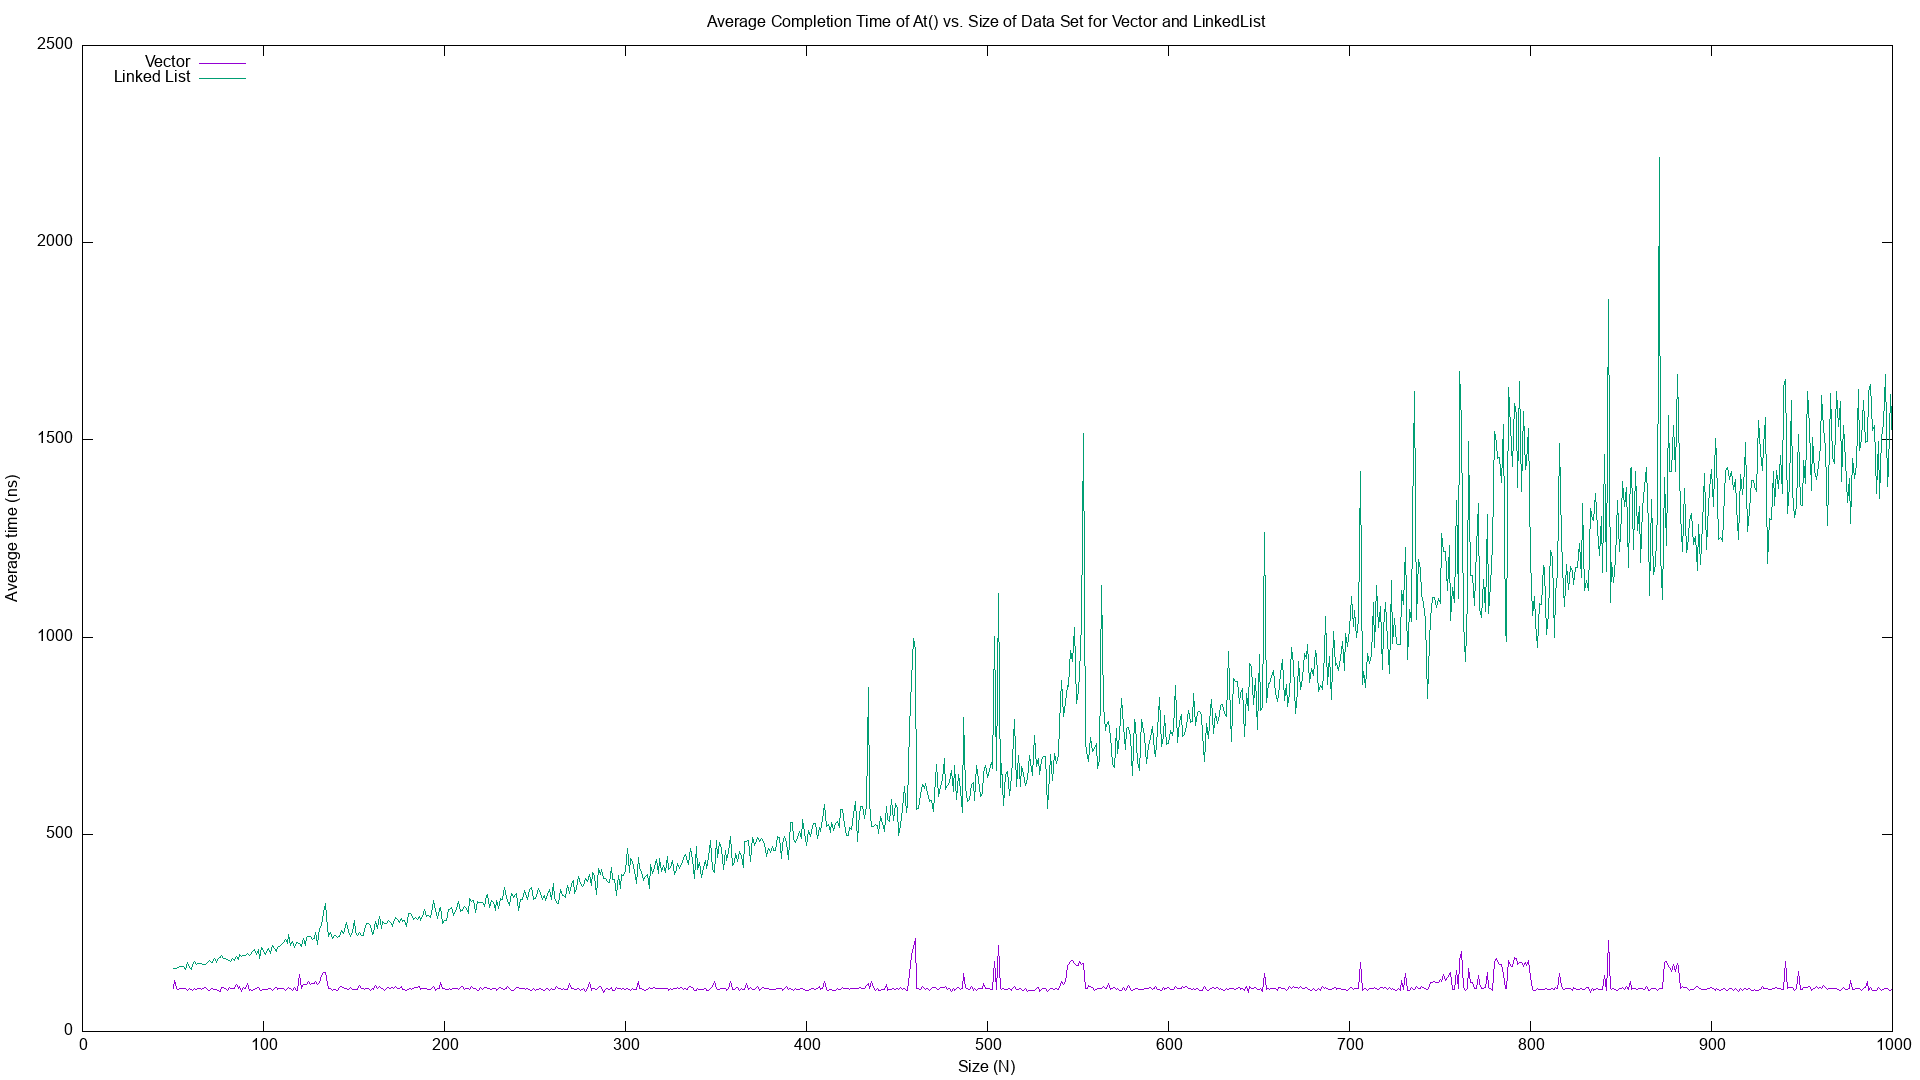 Average Completion Time of At() vs. Size of Data Set for Vector and LinkedList
2500
2000
1500
1000
500
0
Vector
Linked List
Average time (ns)
0 100 200 300 400 500 600 700 800 900 1000
Size (N)